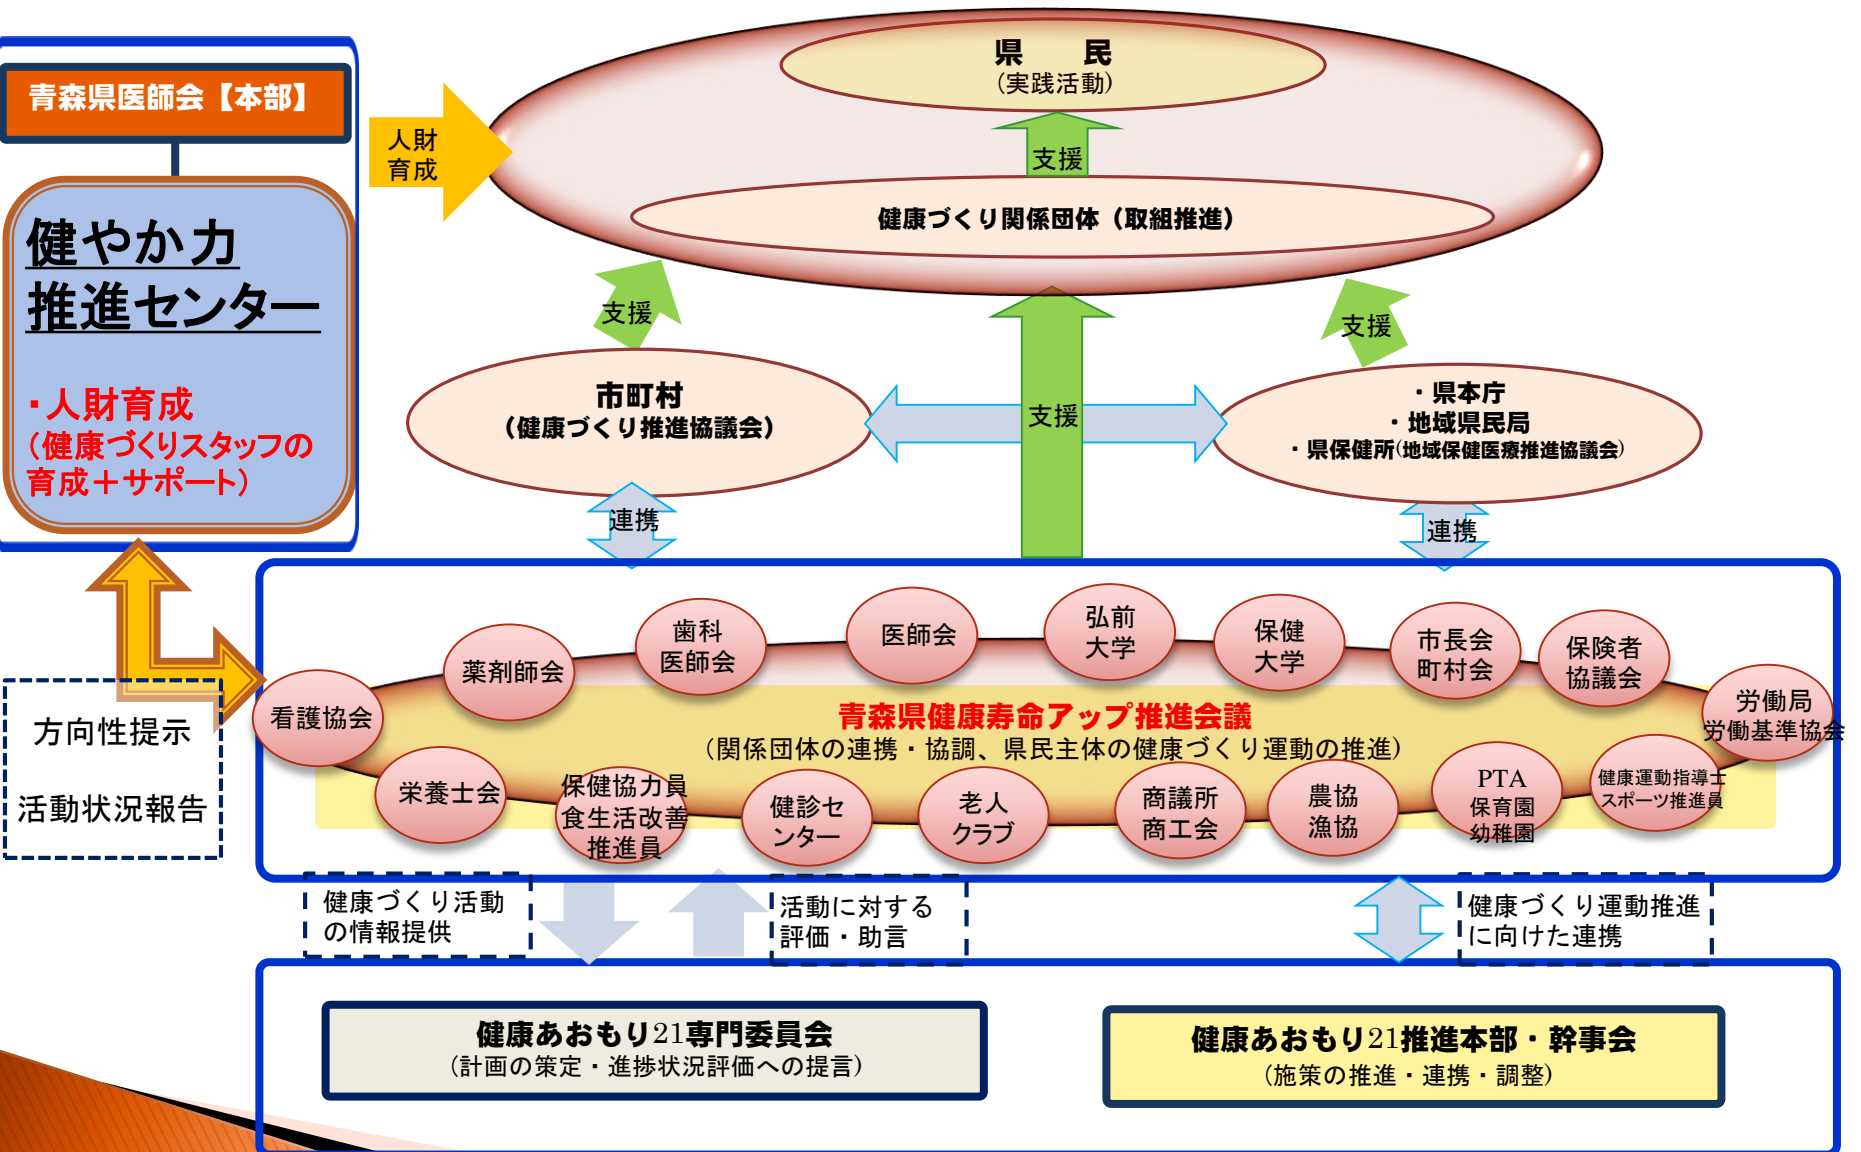 県　　民
(実践活動)
青森県医師会【本部】
人財
育成
支援
健康づくり関係団体（取組推進）
健やか力
推進センター
・人財育成
（健康づくりスタッフの
育成＋サポート）
支援
支援
支援
市町村
（健康づくり推進協議会）
・県本庁
・地域県民局
・県保健所(地域保健医療推進協議会)
連携
連携
方向性提示
活動状況報告
看護協会
薬剤師会
歯科
医師会
医師会
弘前
大学
保健
大学
市長会
町村会
保険者
協議会
労働局
労働基準協会
青森県健康寿命アップ推進会議
（関係団体の連携・協調、県民主体の健康づくり運動の推進）
栄養士会
保健協力員
食生活改善
推進員
健診セ
ンター
老人
クラブ
商議所
商工会
農協
漁協
PTA
保育園
幼稚園
健康運動指導士
スポーツ推進員
健康づくり活動
の情報提供
活動に対する
評価・助言
健康づくり運動推進
に向けた連携
健康あおもり21専門委員会
(計画の策定・進捗状況評価への提言)
健康あおもり21推進本部・幹事会
(施策の推進・連携・調整)